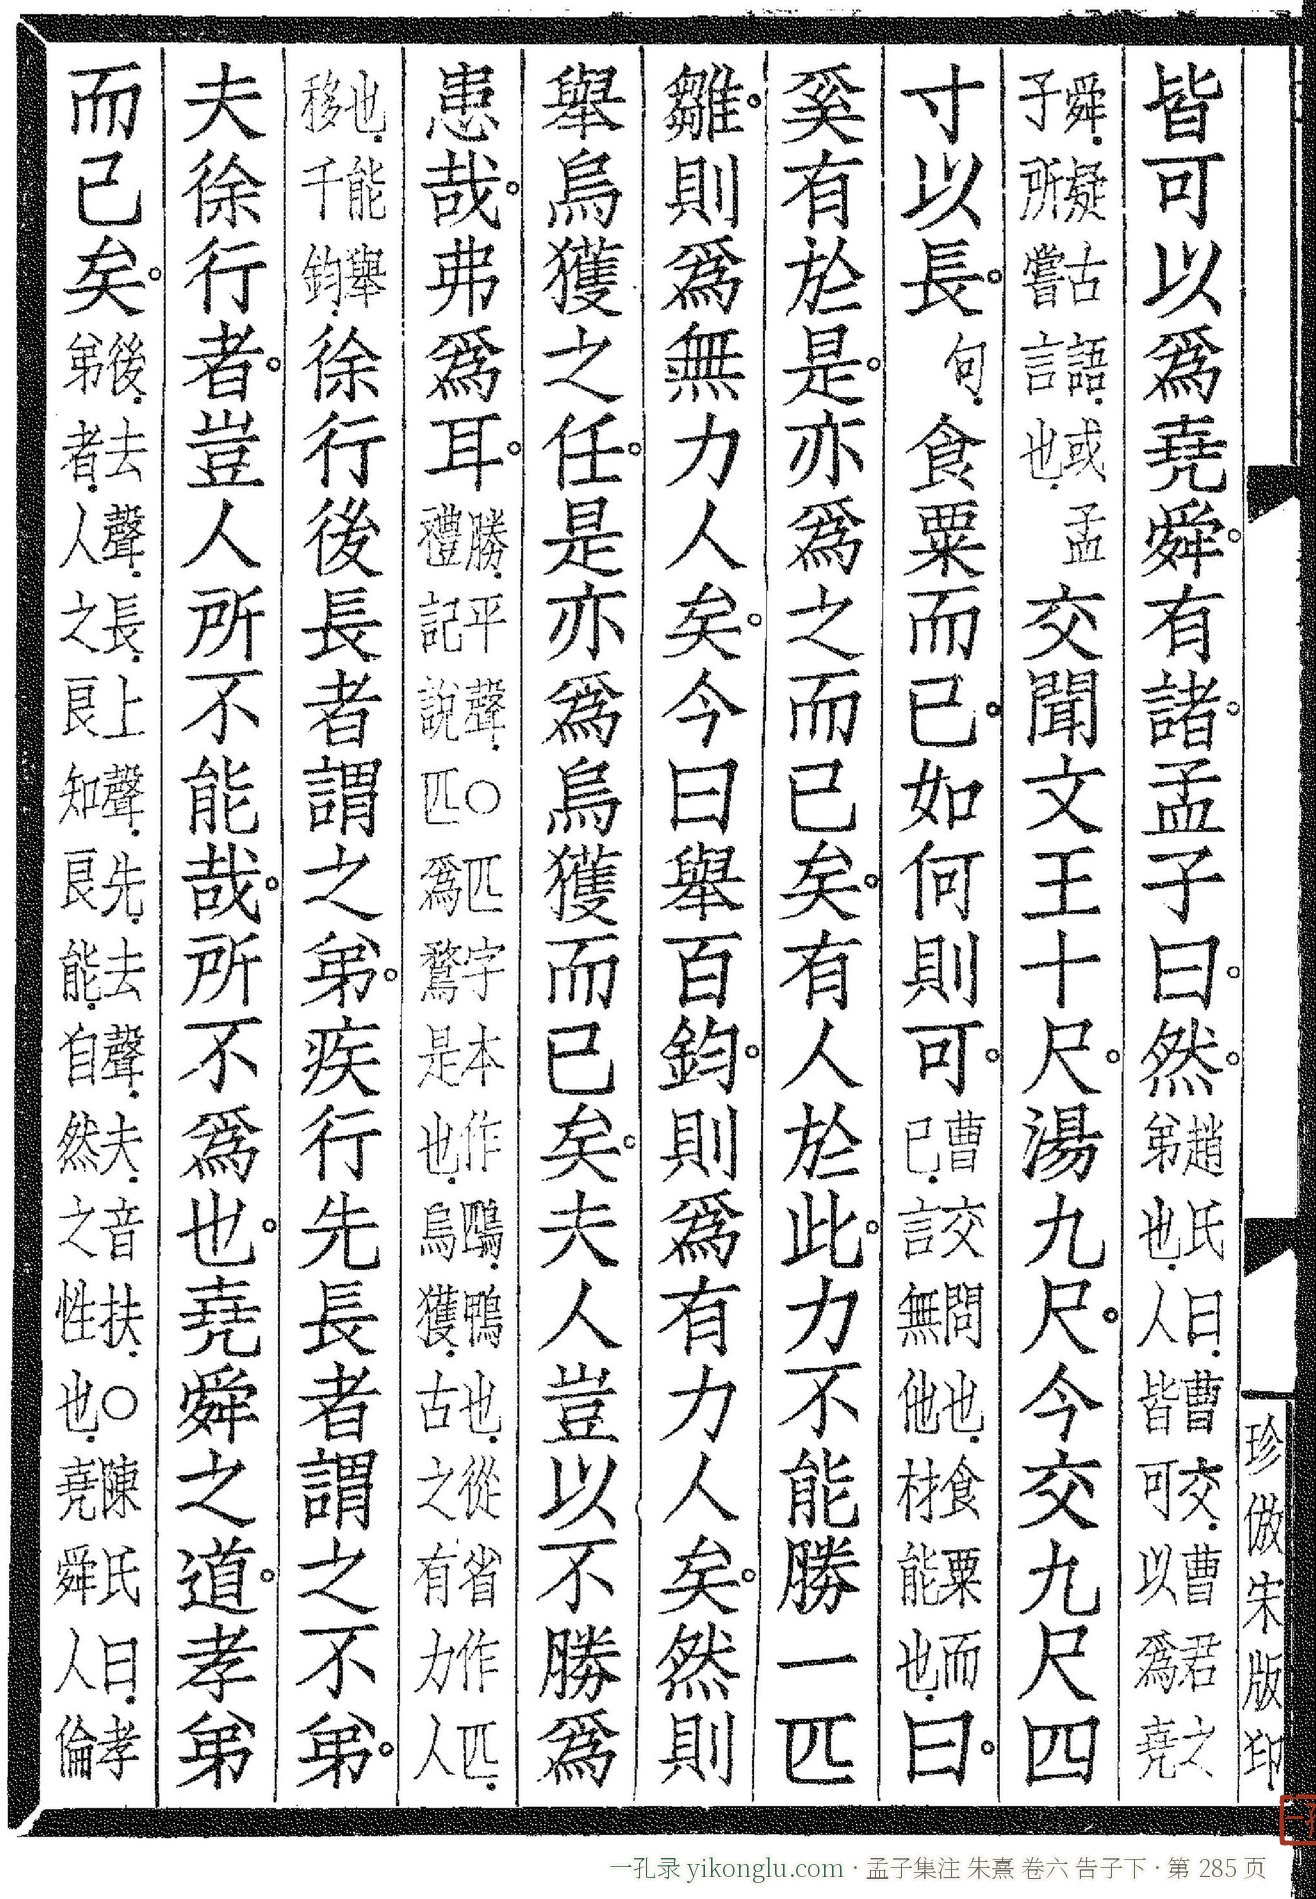 珍倣宋版印
皆可以爲堯舜。有諸。孟子曰。然。趙氏曰.曹交.曹君之弟也.人皆可以爲堯
舜.疑古語.或孟子所嘗言也.交聞文王十尺。湯九尺。今交九尺四
寸以長。句.食粟而已。如何則可。曹交問也.食粟而已.言無他材能也.曰。
奚有於是。亦爲之而已矣。有人於此。力不能勝一匹
雛。則爲無力人矣。今曰舉百鈞。則爲有力人矣。然則
舉烏獲之任。是亦爲烏獲而已矣。夫人豈以不勝爲
患哉。弗爲耳。勝.平聲.○匹字本作鴄.鴨也.從省作匹.禮記說匹爲鶩是也.烏獲.古之有力人
也.能舉移千鈞.徐行後長者謂之弟。疾行先長者謂之不弟。
夫徐行者。豈人所不能哉。所不爲也。堯舜之道。孝弟
而已矣。後.去聲.長.上聲.先.去聲.夫.音扶.○陳氏曰.孝弟者.人之良知良能.自然之性也.堯舜人倫
一孔录 yikonglu.com · 孟子集注 朱熹 卷六 告子下 · 第 285 页